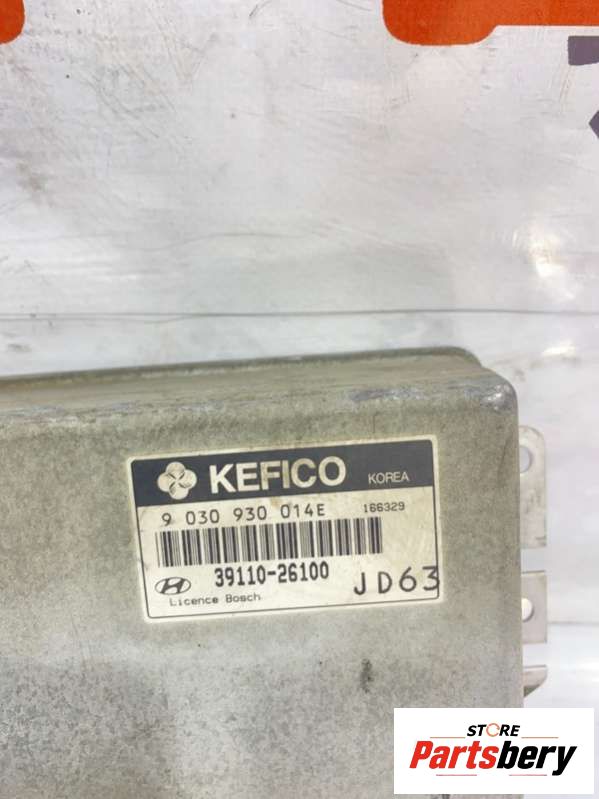 KEFICO KOREA
9 030 930 014E 166329
39110-26100 JD63
Licence Bosch
STORE
Partsbery